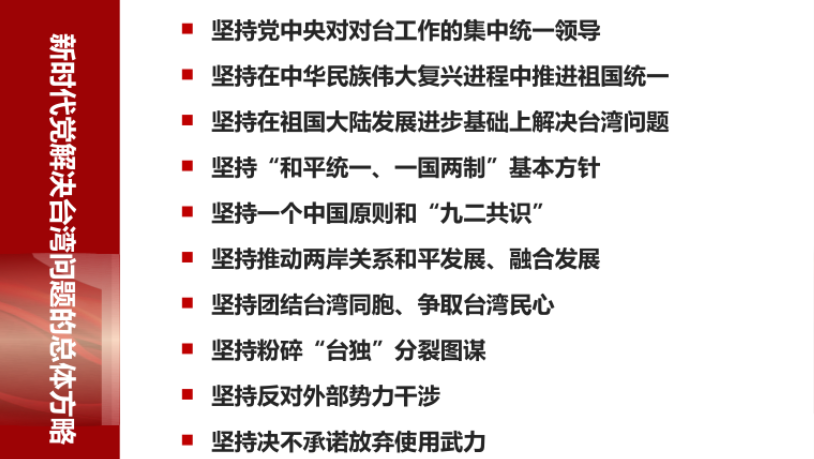 新时代党解决台湾问题的总体方略
坚持党中央对对台工作的集中统一领导
坚持在中华民族伟大复兴进程中推进祖国统一
坚持在祖国大陆发展进步基础上解决台湾问题
坚持“和平统一、一国两制”基本方针
坚持一个中国原则和“九二共识”
坚持推动两岸关系和平发展、融合发展
坚持团结台湾同胞、争取台湾民心
坚持粉碎“台独”分裂图谋
坚持反对外部势力干涉
坚持决不承诺放弃使用武力